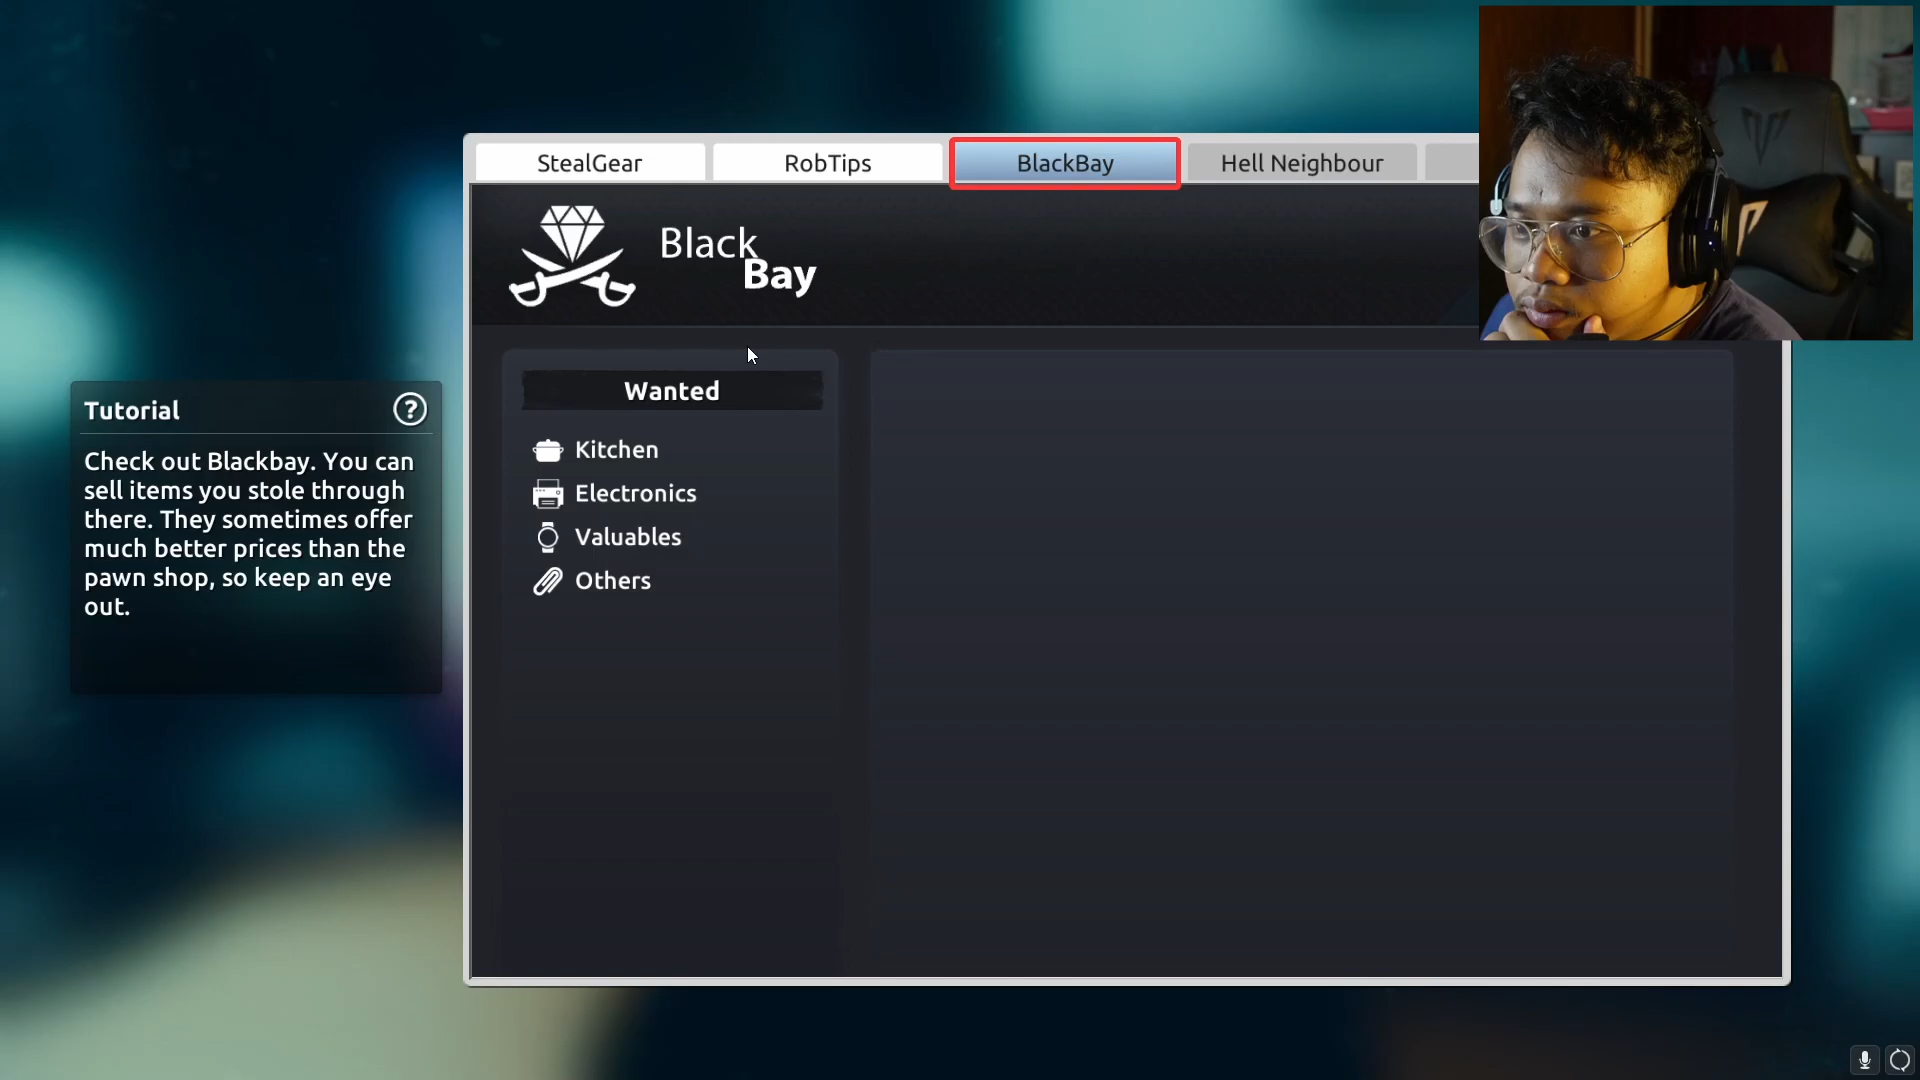 StealGear
RobTips
BlackBay
Hell Neighbour
Black
Bay
Wanted
Kitchen
Electronics
Valuables
Others
Tutorial
?
Check out Blackbay. You can
sell items you stole through
there. They sometimes offer
much better prices than the
pawn shop, so keep an eye
out.